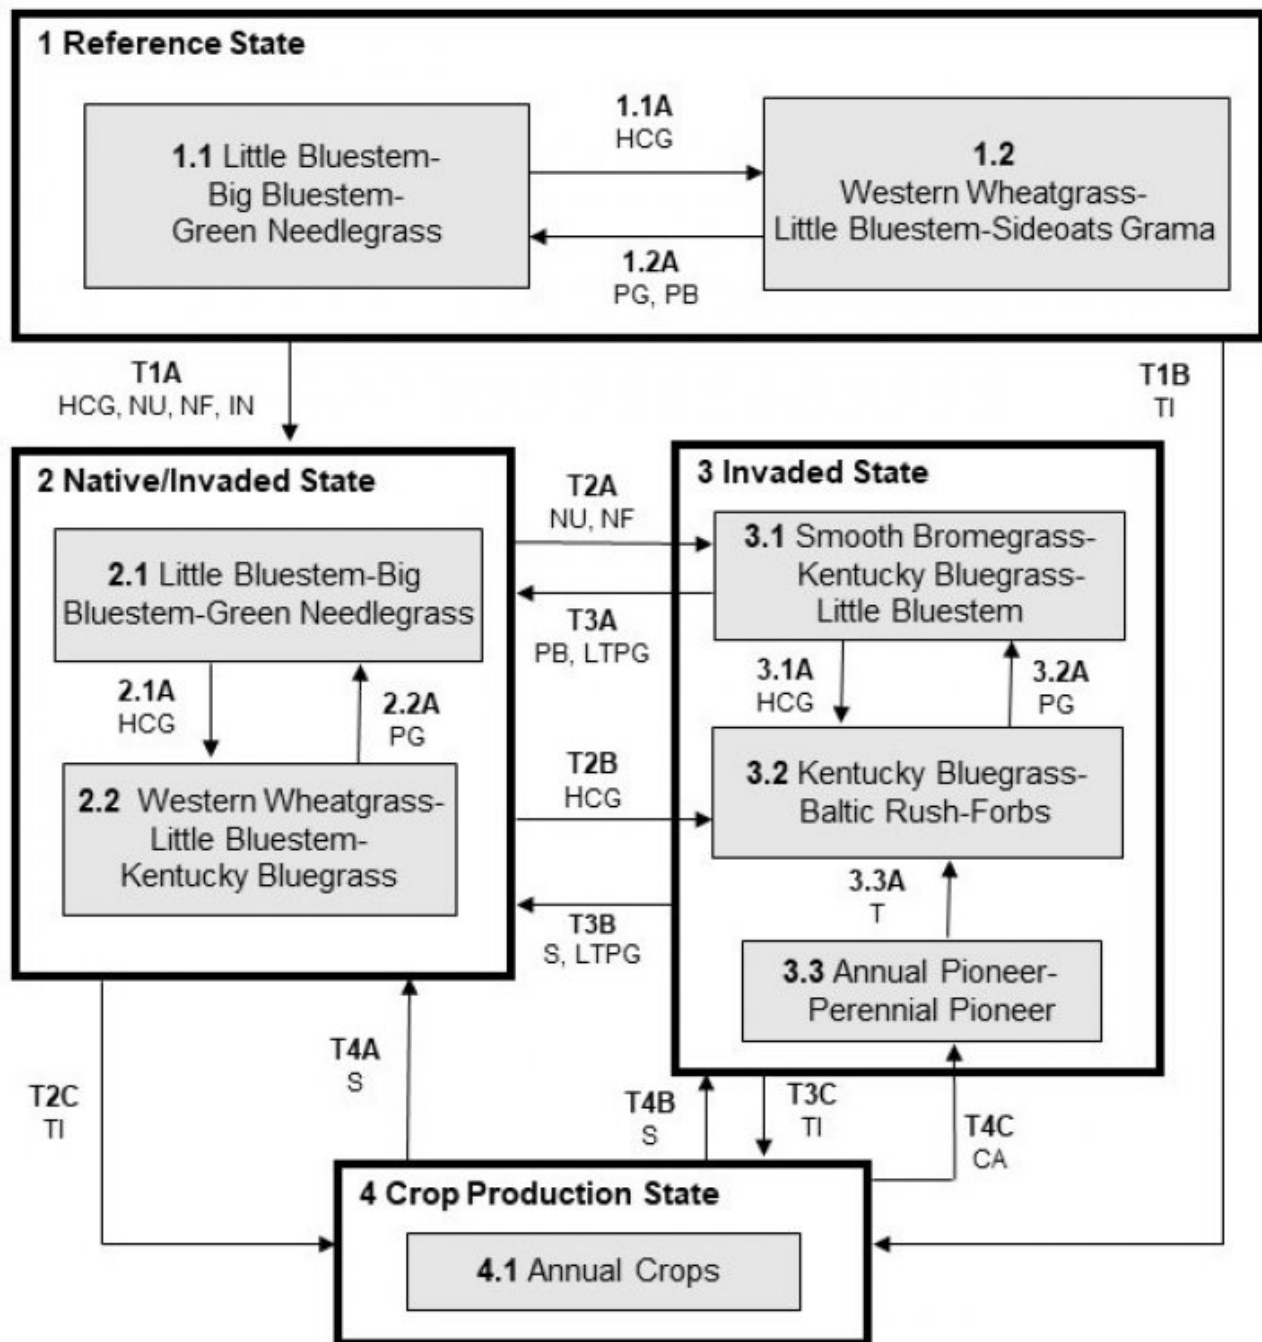 1 Reference State
1.1 Little Bluestem-
Big Bluestem-
Green Needlegrass
1.1A
HCG
1.2
Western Wheatgrass-
Little Bluestem-Sideoats Grama
1.2A
PG, PB
T1A
HCG, NU, NF, IN
T1B
TI
2 Native/Invaded State
2.1 Little Bluestem-Big
Bluestem-Green Needlegrass
2.1A
HCG
2.2A
PG
2.2 Western Wheatgrass-
Little Bluestem-
Kentucky Bluegrass
T2A
NU, NF
T3A
PB, LTPG
T2B
HCG
T3B
S, LTPG
3 Invaded State
3.1 Smooth Bromegrass-
Kentucky Bluegrass-
Little Bluestem
3.1A
HCG
3.2A
PG
3.2 Kentucky Bluegrass-
Baltic Rush-Forbs
3.3A
T
3.3 Annual Pioneer-
Perennial Pioneer
T2C
TI
T4A
S
T4B
S
T3C
TI
T4C
CA
4 Crop Production State
4.1 Annual Crops